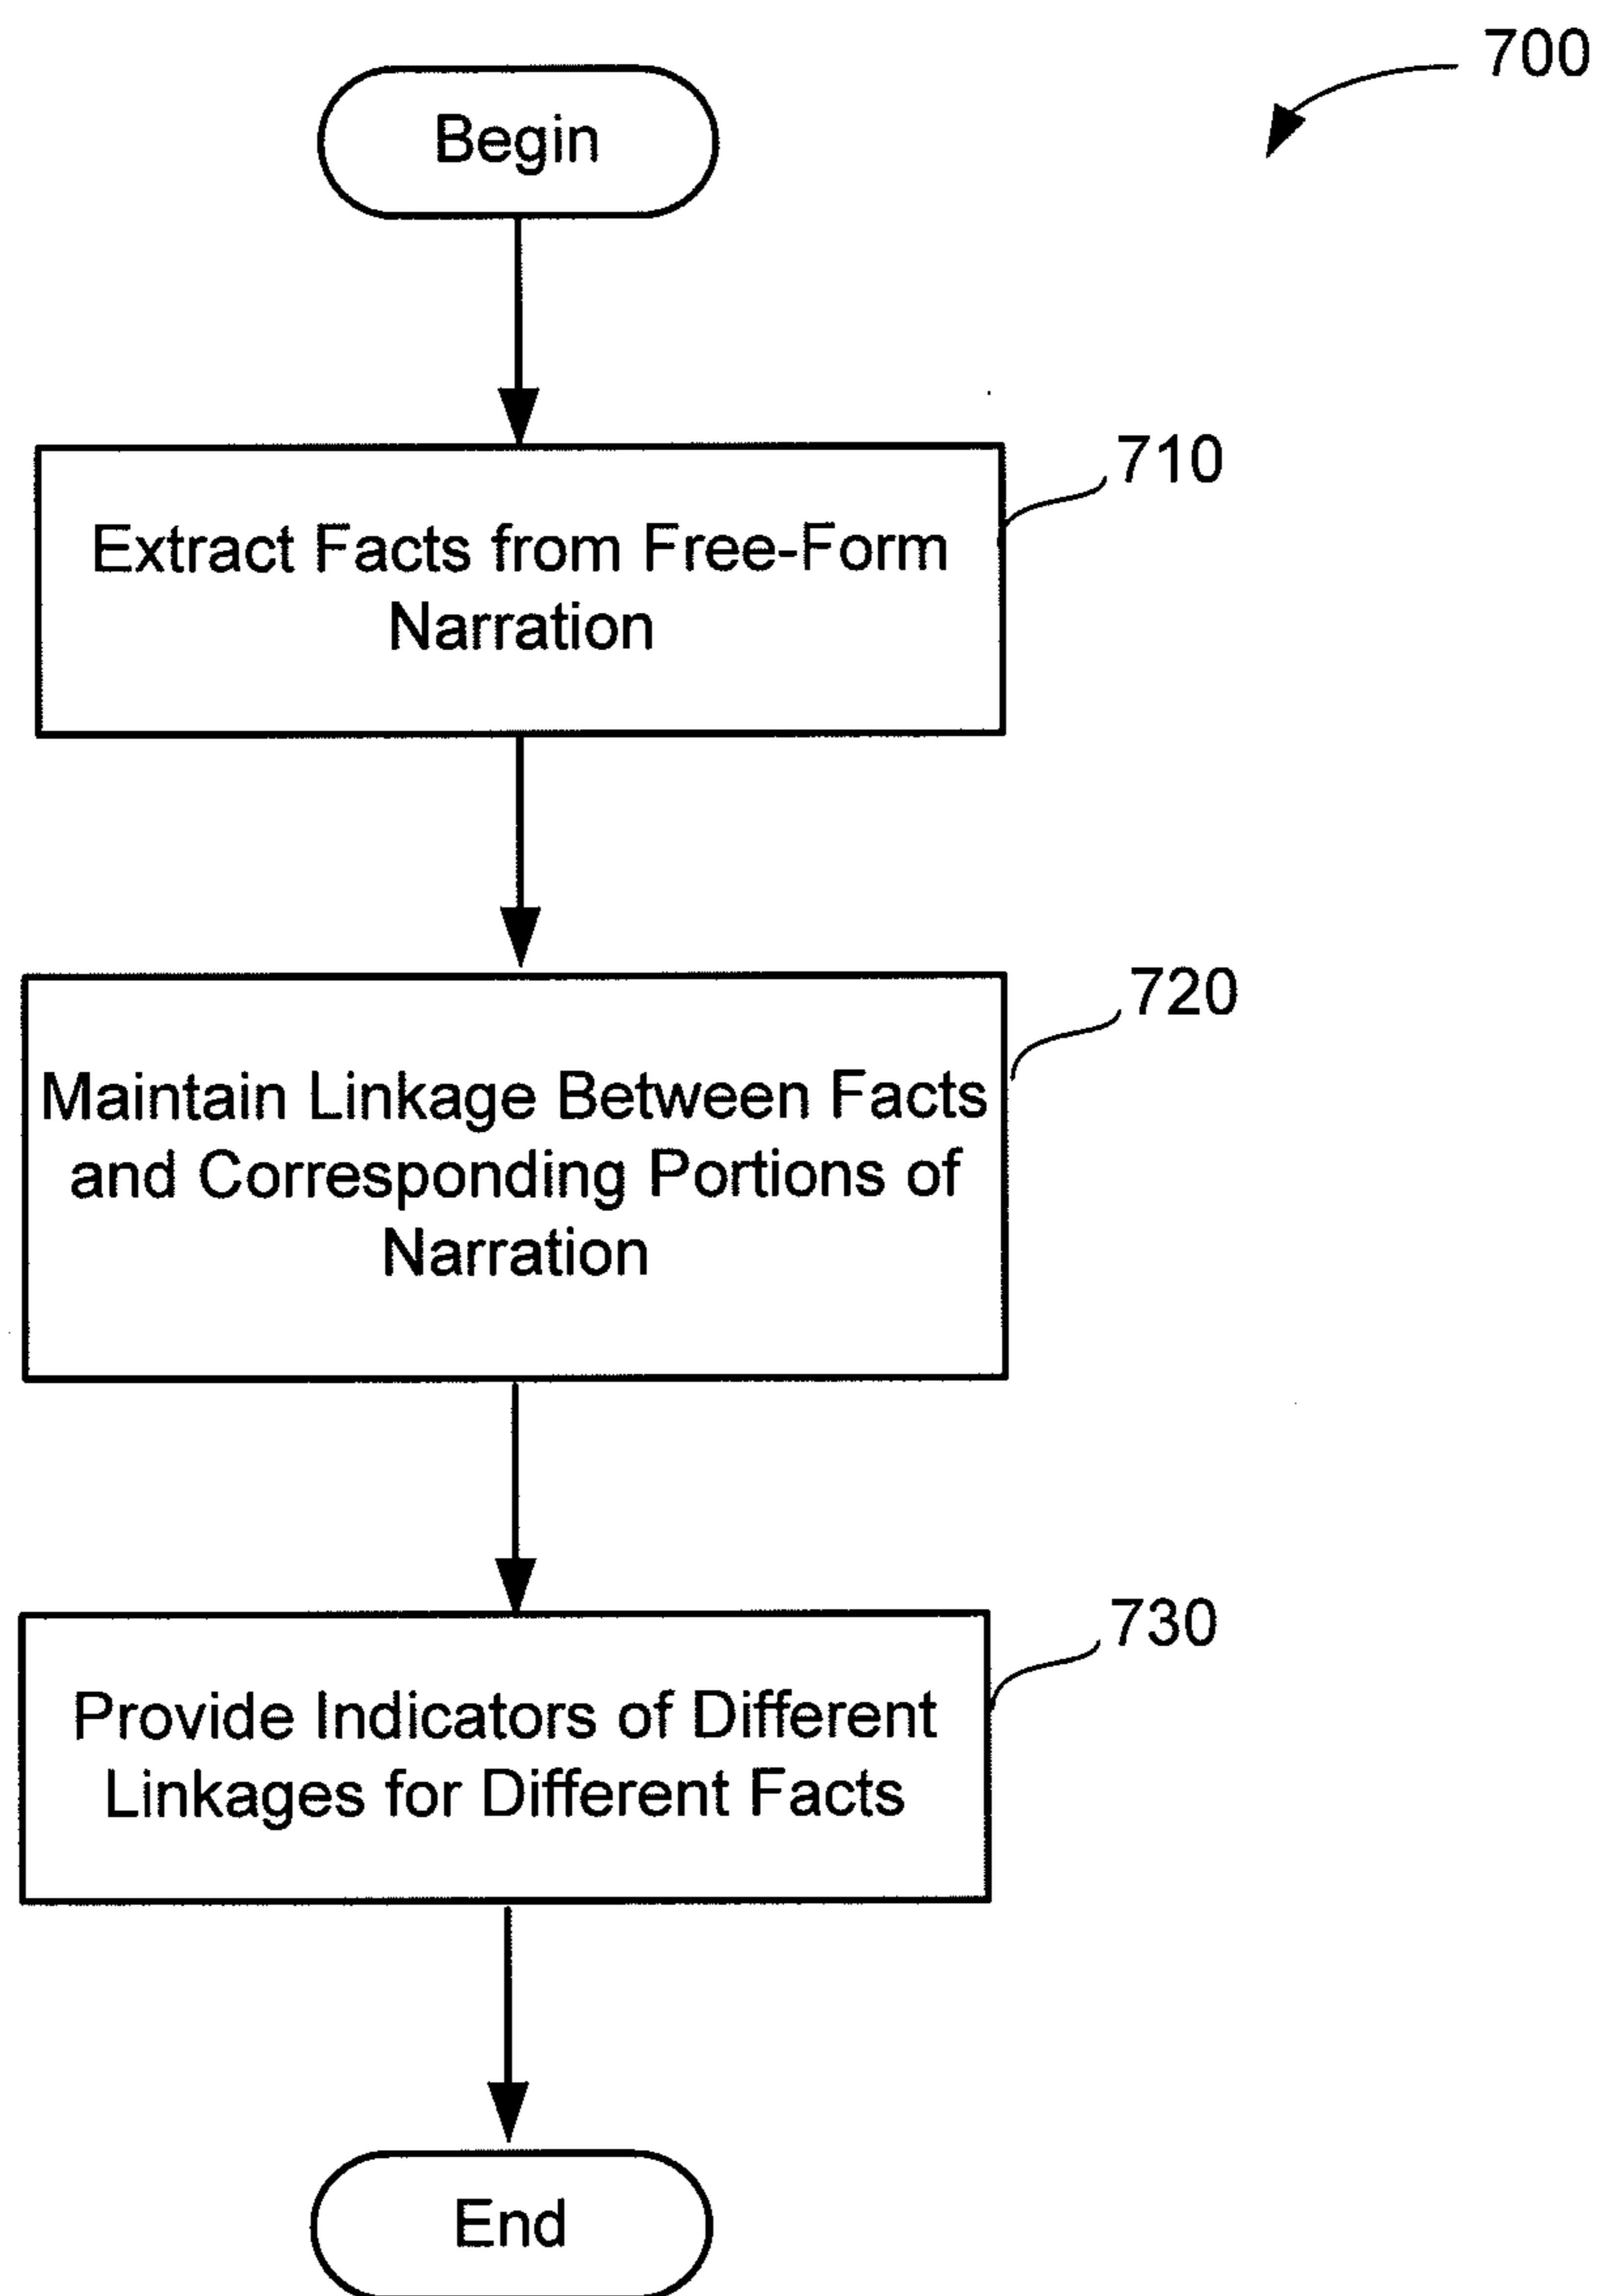 700
Begin
710
Extract Facts from Free-Form
Narration
720
Maintain Linkage Between Facts
and Corresponding Portions of
Narration
730
Provide Indicators of Different
Linkages for Different Facts
End